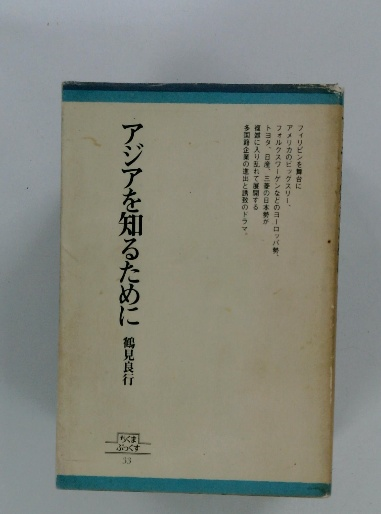 フィリピンを舞台に
アメリカのビッグスリー、
フォルクスワーゲンなどのヨーロッパ勢、
トヨタ、日産、三菱の日本勢が
複雑に入り乱れて展開する
多国籍企業の進出と誘致のドラマ。
アジアを知るために
鶴見良行
ちくま
ぶっくす
33